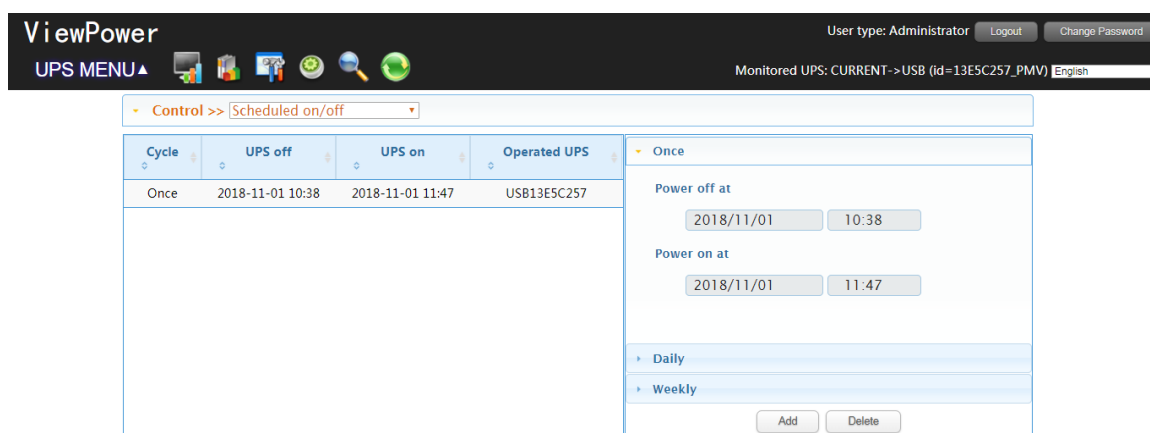 ViewPower
User type: Administrator Logout Change Password
UPS MENU▲
Monitored UPS: CURRENT->USB (id=13E5C257_PMV) English
Control >> Scheduled on/off
Cycle UPS off UPS on Operated UPS
Once 2018-11-01 10:38 2018-11-01 11:47 USB13E5C257
Once
Power off at
2018/11/01 10:38
Power on at
2018/11/01 11:47
Daily
Weekly
Add Delete